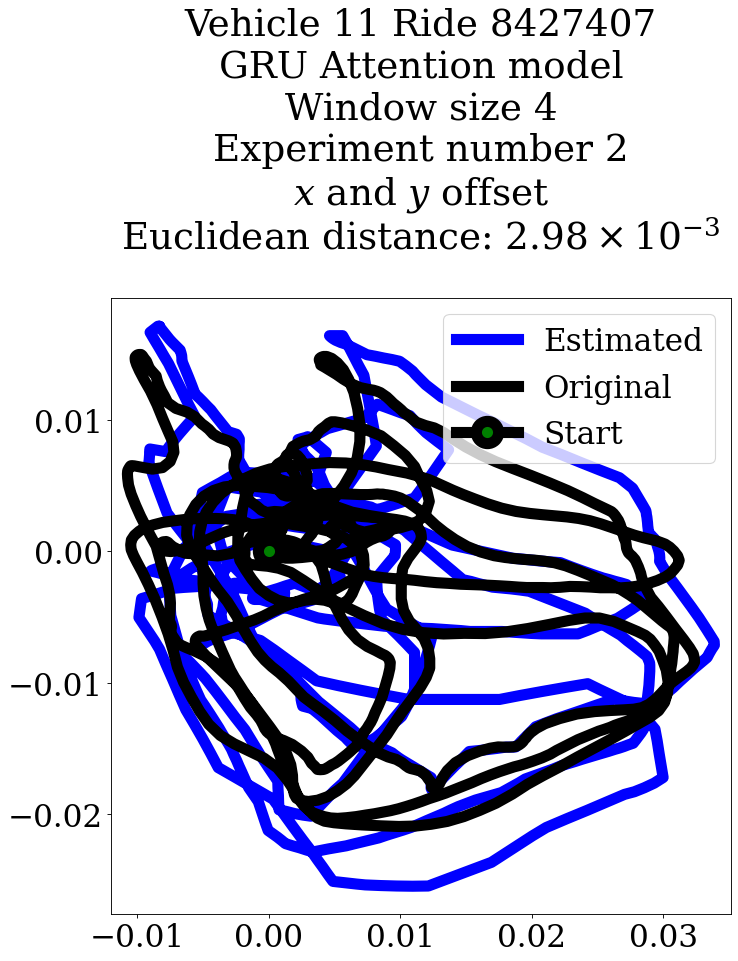 Vehicle 11 Ride 8427407
GRU Attention model
Window size 4
Experiment number 2
x and y offset
Euclidean distance: 2.98 × 10⁻³
Estimated
Original
Start
0.01
0.00
−0.01
−0.02
−0.01 0.00 0.01 0.02 0.03